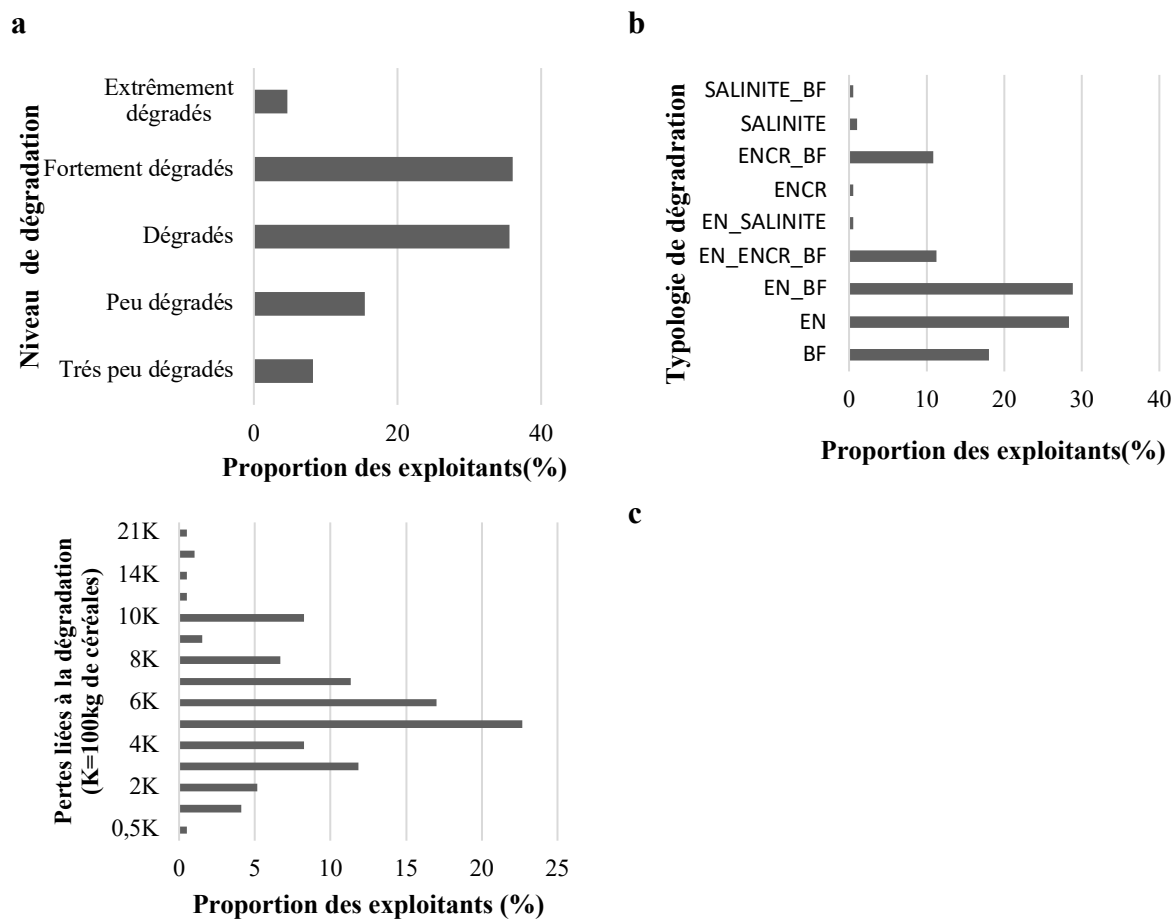 a
Niveau de dégradation
Extrêmement
dégradés
Fortement dégradés
Dégradés
Peu dégradés
Trés peu dégradés
0 20 40
Proportion des exploitants(%)
b
Typologie de dégradration
SALINITE_BF
SALINITE
ENCR_BF
ENCR
EN_SALINITE
EN_ENCR_BF
EN_BF
EN
BF
0 10 20 30 40
Proportion des exploitants(%)
c
Pertes liées à la dégradation
(K=100kg de céréales)
21K
14K
10K
8K
6K
4K
2K
0,5K
0 5 10 15 20 25
Proportion des exploitants (%)